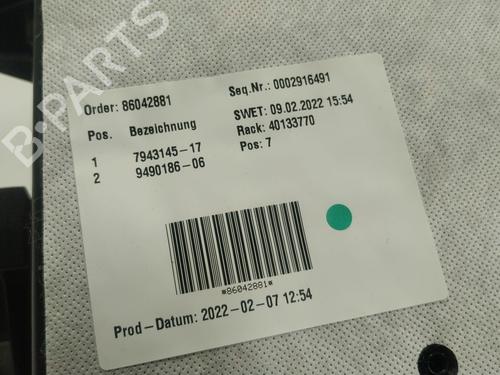 B-PARTS
Order: 86042881
Seq.Nr.: 0002916491
Pos. Bezeichnung
SWET: 09.02.2022 15:54
1 7943145-17
Rack: 40133770
2 9490186-06
Pos: 7
*86042881*
Prod-Datum: 2022-02-07 12:54